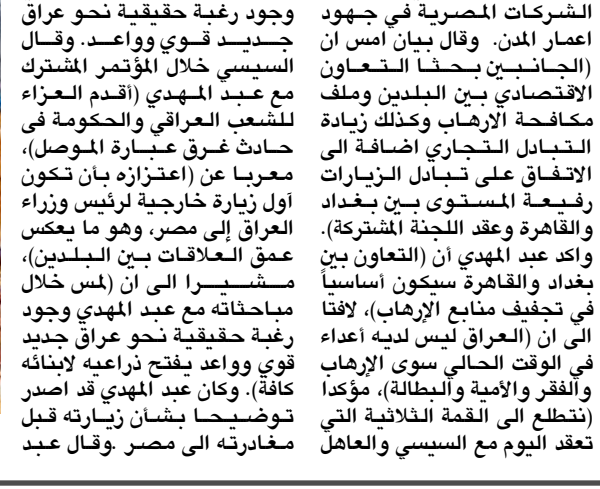 الشركات المصرية في جهود
اعمار المدن. وقال بيان امس ان
(الجانبين بحثا التعاون
الاقتصادي بين البلدين وملف
مكافحة الارهاب وكذلك زيادة
التبادل التجاري اضافة الى
الاتفاق على تبادل الزيارات
رفيعة المستوى بين بغداد
والقاهرة وعقد اللجنة المشتركة).
واكد عبد المهدي أن (التعاون بين
بغداد والقاهرة سيكون أساسياً
في تجفيف منابع الإرهاب)، لافتا
الى ان (العراق ليس لديه أعداء
في الوقت الحالي سوى الإرهاب
والفقر والأمية والبطالة)، مؤكدا
(نتطلع الى القمة الثلاثية التي
تعقد اليوم مع السيسي والعاهل
وجود رغبة حقيقية نحو عراق
جديد قوي وواعد. وقال
السيسي خلال المؤتمر المشترك
مع عبد المهدي (أقدم العزاء
للشعب العراقي والحكومة فى
حادث غرق عبارة الموصل)،
معربا عن (اعتزازه بأن تكون
أول زيارة خارجية لرئيس وزراء
العراق إلى مصر، وهو ما يعكس
عمق العلاقات بين البلدين)،
مشيرا الى ان (لمس خلال
مباحثاته مع عبد المهدي وجود
رغبة حقيقية نحو عراق جديد
قوي وواعد يفتح ذراعيه لابنائه
كافة). وكان عبد المهدي قد اصدر
توضيحا بشأن زيارته قبل
مغادرته الى مصر .وقال عبد